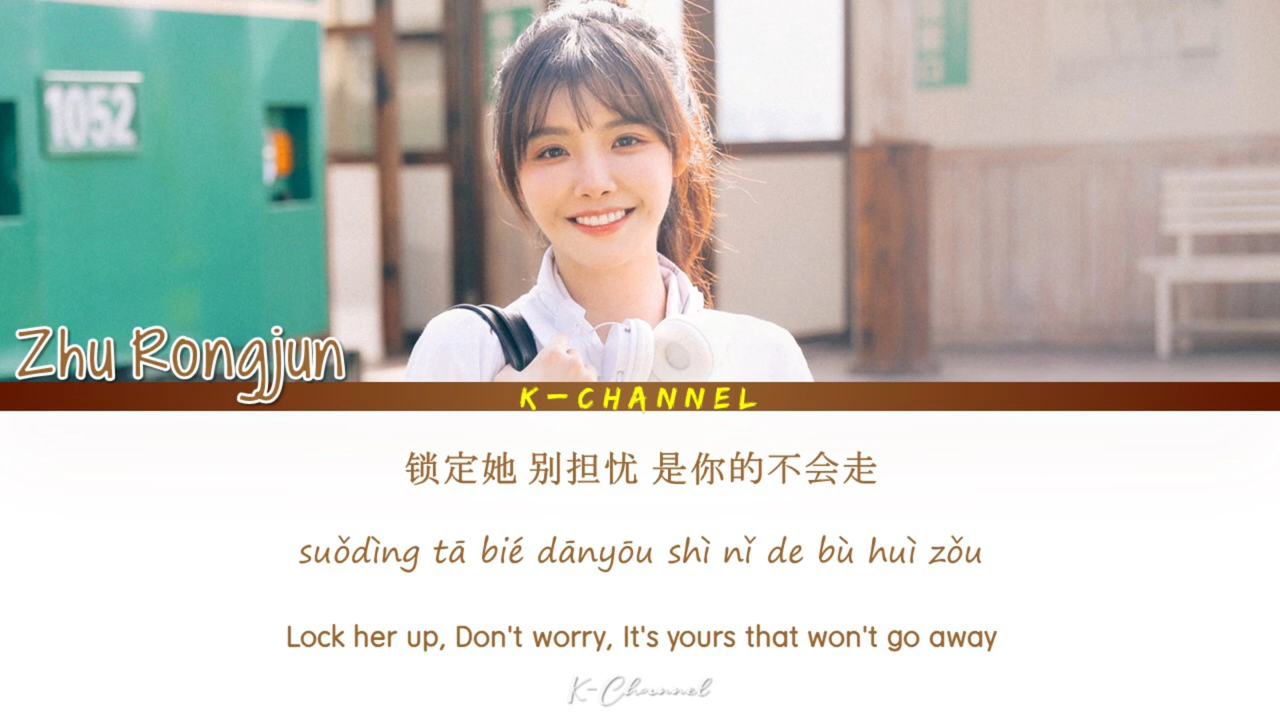 1052
Zhu Rongjun
K-CHANNEL
锁定她 别担忧 是你的不会走
suǒdìng tā bié dānyōu shì nǐ de bù huì zǒu
Lock her up, Don't worry, It's yours that won't go away
K-Channel